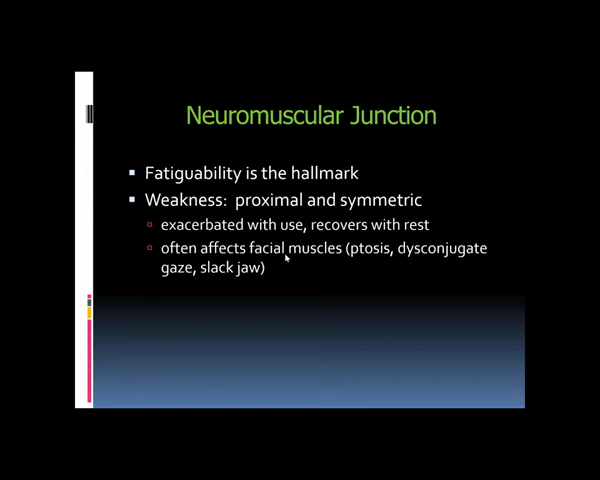 Neuromuscular Junction
Fatiguability is the hallmark
Weakness: proximal and symmetric
exacerbated with use, recovers with rest
often affects facial muscles (ptosis, dysconjugate
gaze, slack jaw)